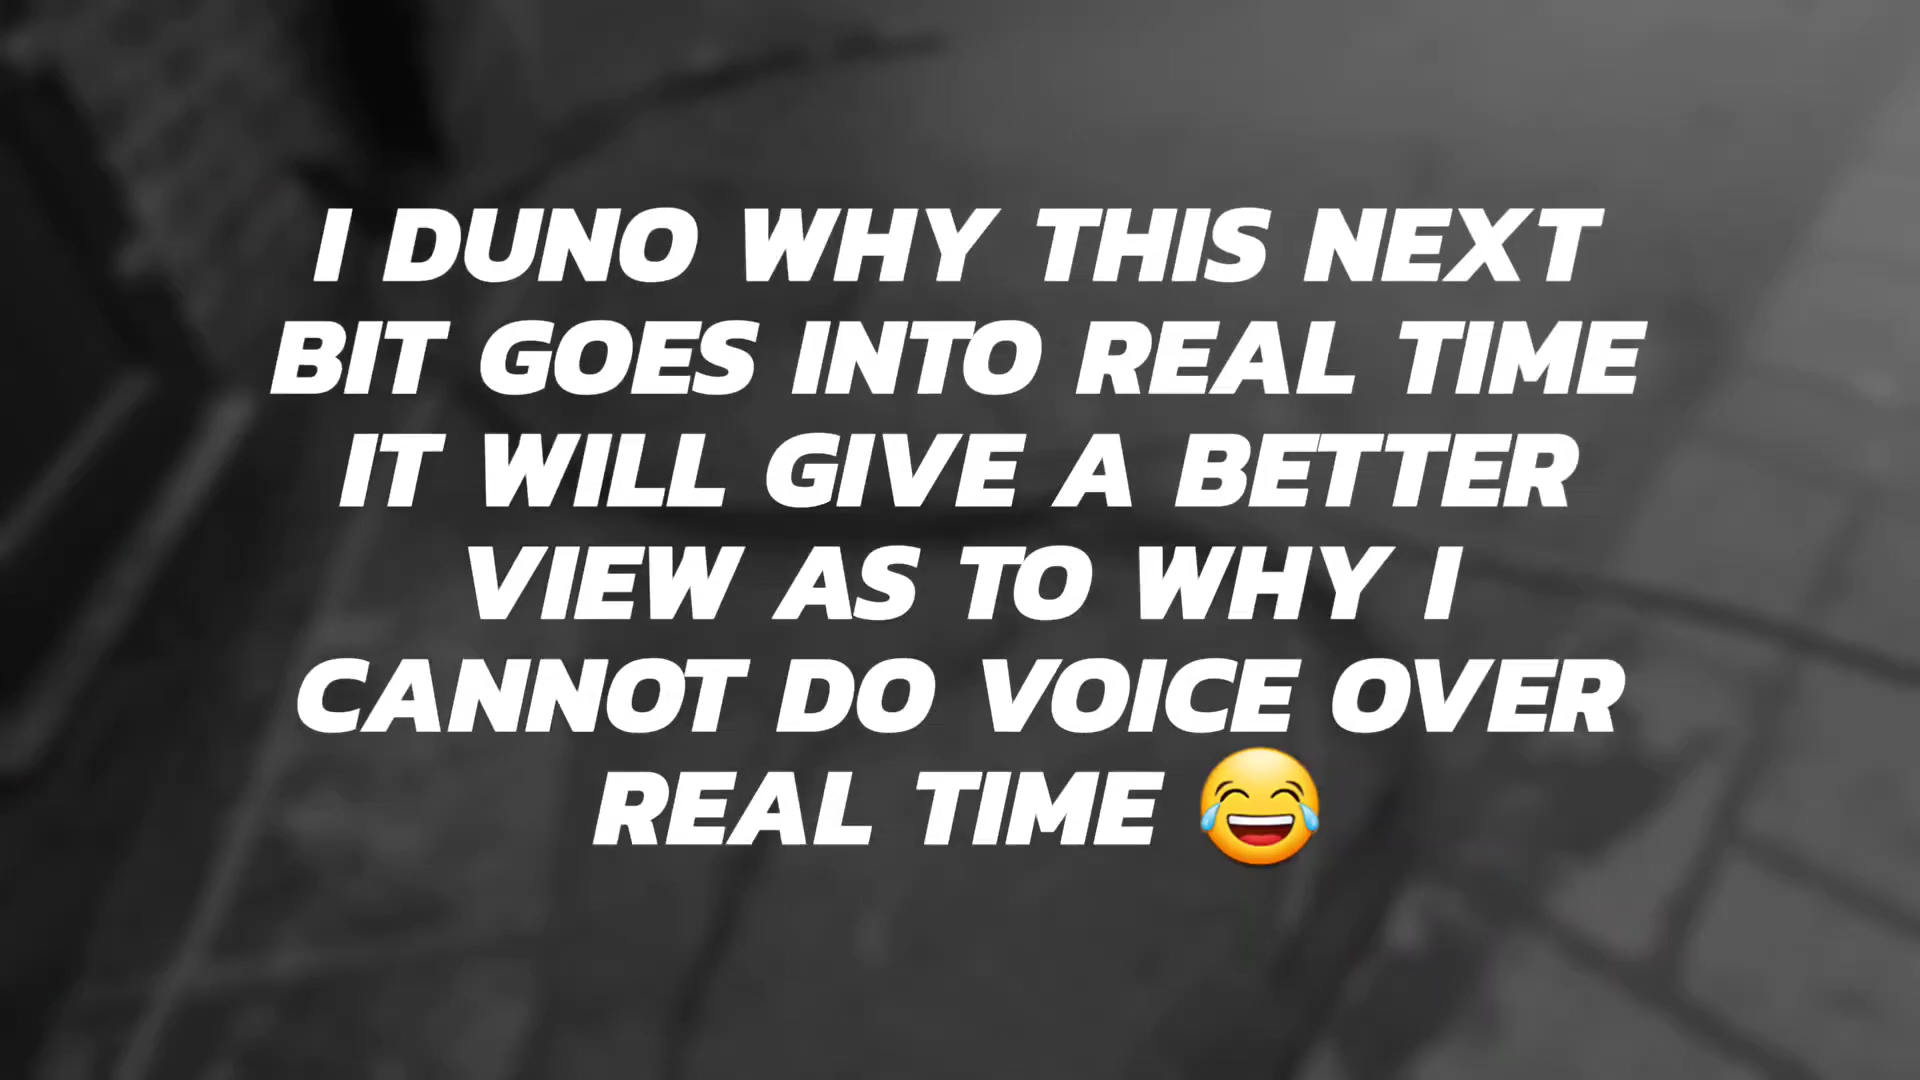 I DUNO WHY THIS NEXT
BIT GOES INTO REAL TIME
IT WILL GIVE A BETTER
VIEW AS TO WHY I
CANNOT DO VOICE OVER
REAL TIME 😂